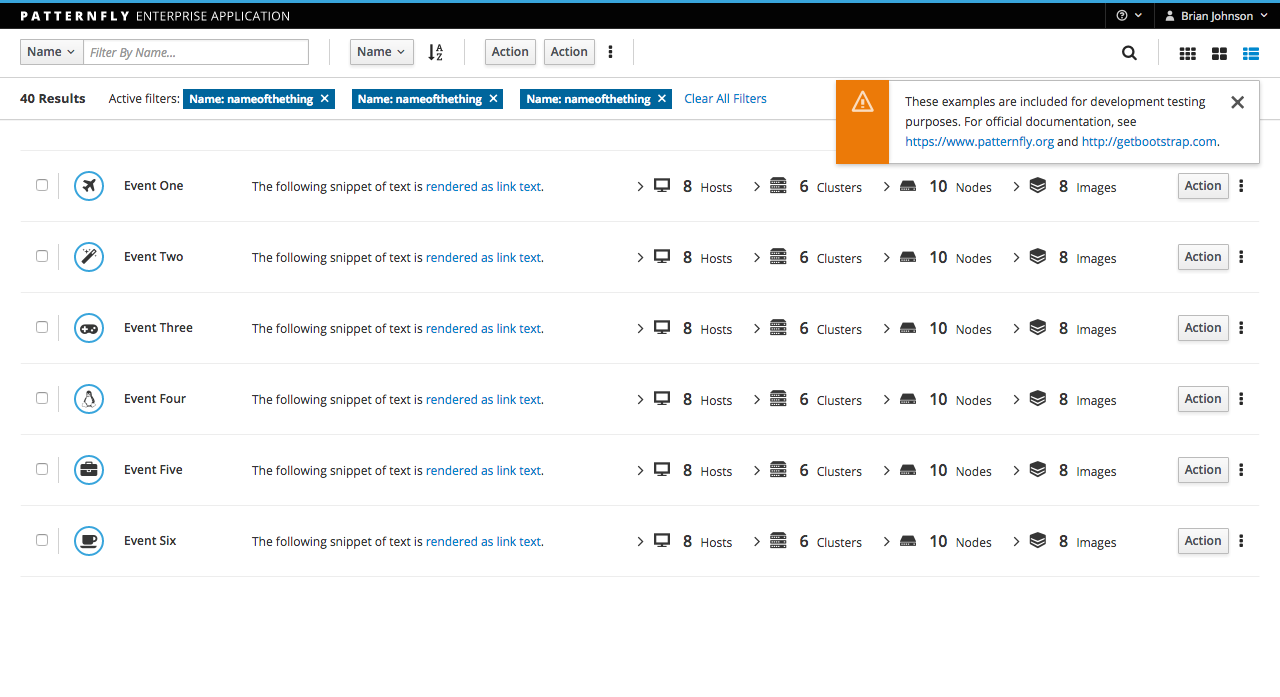 PATTERNFLY ENTERPRISE APPLICATION
Brian Johnson
Name Filter By Name... Name Action Action
40 Results Active filters: Name: nameofthething Name: nameofthething Name: nameofthething Clear All Filters
These examples are included for development testing
purposes. For official documentation, see
https://www.patternfly.org and http://getbootstrap.com.
Event One The following snippet of text is rendered as link text. 8 Hosts 6 Clusters 10 Nodes 8 Images Action
Event Two The following snippet of text is rendered as link text. 8 Hosts 6 Clusters 10 Nodes 8 Images Action
Event Three The following snippet of text is rendered as link text. 8 Hosts 6 Clusters 10 Nodes 8 Images Action
Event Four The following snippet of text is rendered as link text. 8 Hosts 6 Clusters 10 Nodes 8 Images Action
Event Five The following snippet of text is rendered as link text. 8 Hosts 6 Clusters 10 Nodes 8 Images Action
Event Six The following snippet of text is rendered as link text. 8 Hosts 6 Clusters 10 Nodes 8 Images Action